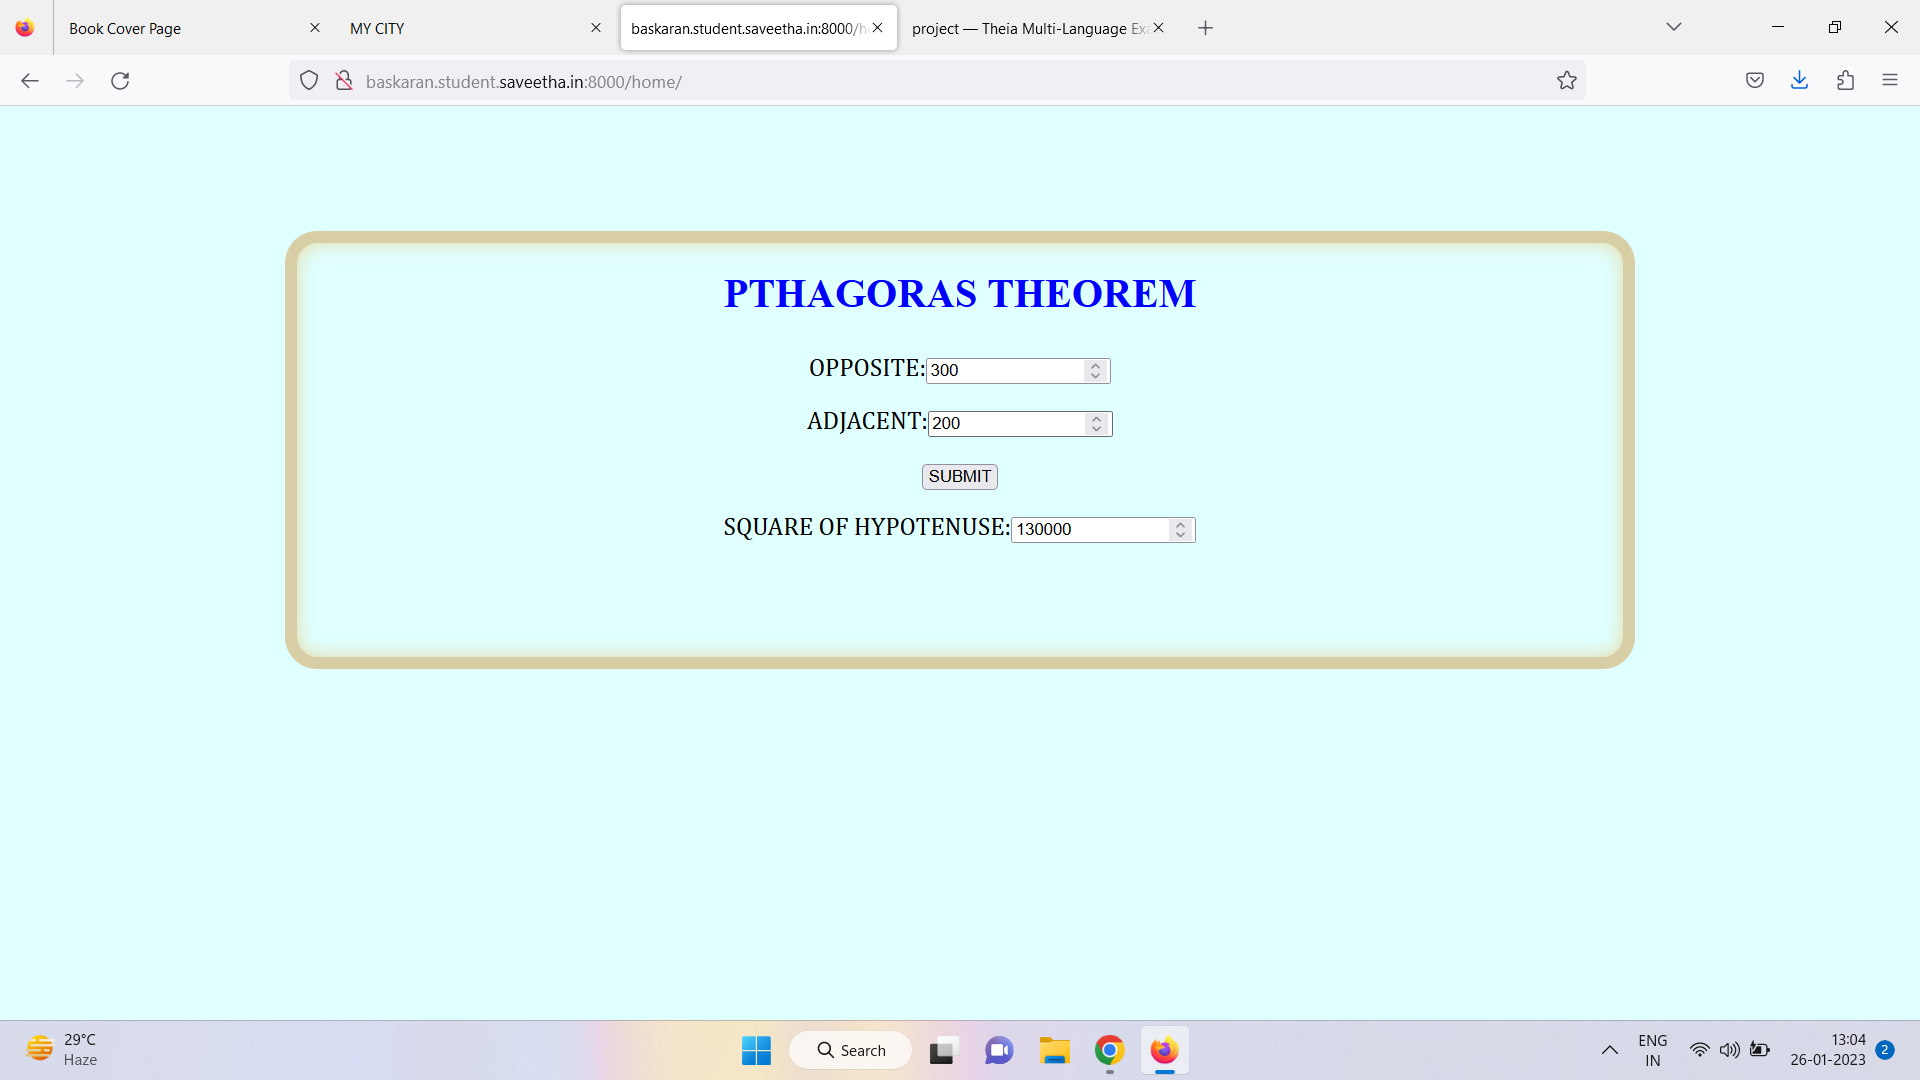 Book Cover Page
MY CITY
baskaran.student.saveetha.in:8000/h
project — Theia Multi-Language Ex
baskaran.student.saveetha.in:8000/home/
PTHAGORAS THEOREM
OPPOSITE:300
ADJACENT:200
SUBMIT
SQUARE OF HYPOTENUSE:130000
29°C
Haze
Search
ENG
IN
13:04
26-01-2023
2